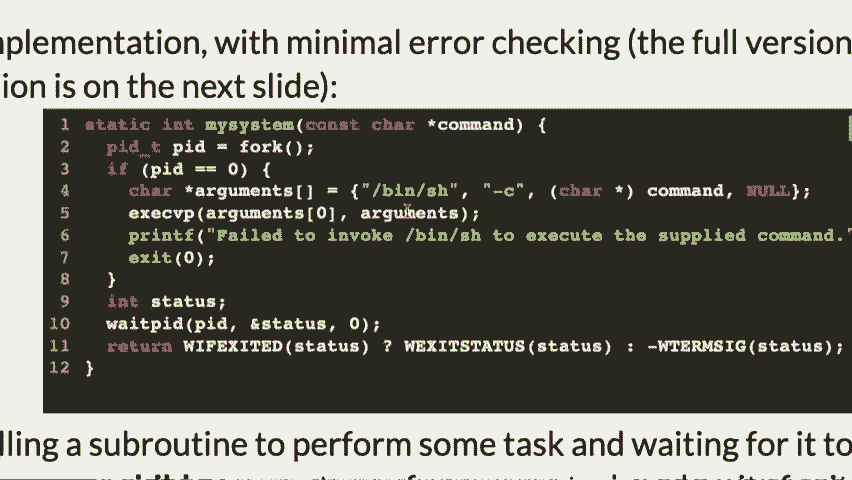 implementation, with minimal error checking (the full version
ion is on the next slide):
1 static int mysystem(const char *command) {
2 pid_t pid = fork();
3 if (pid == 0) {
4 char *arguments[] = {"/bin/sh", "-c", (char *) command, NULL};
5 execvp(arguments[0], arguments);
6 printf("Failed to invoke /bin/sh to execute the supplied command."
7 exit(0);
8 }
9 int status;
10 waitpid(pid, &status, 0);
11 return WIFEXITED(status) ? WEXITSTATUS(status) : -WTERMSIG(status);
12 }
lling a subroutine to perform some task and waiting for it to